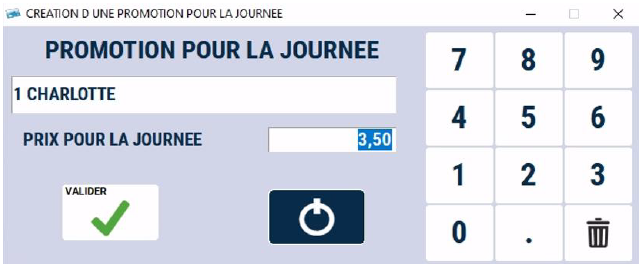 CREATION D UNE PROMOTION POUR LA JOURNEE
PROMOTION POUR LA JOURNEE
1 CHARLOTTE
PRIX POUR LA JOURNEE 3,50
VALIDER
7 8 9
4 5 6
1 2 3
0 .